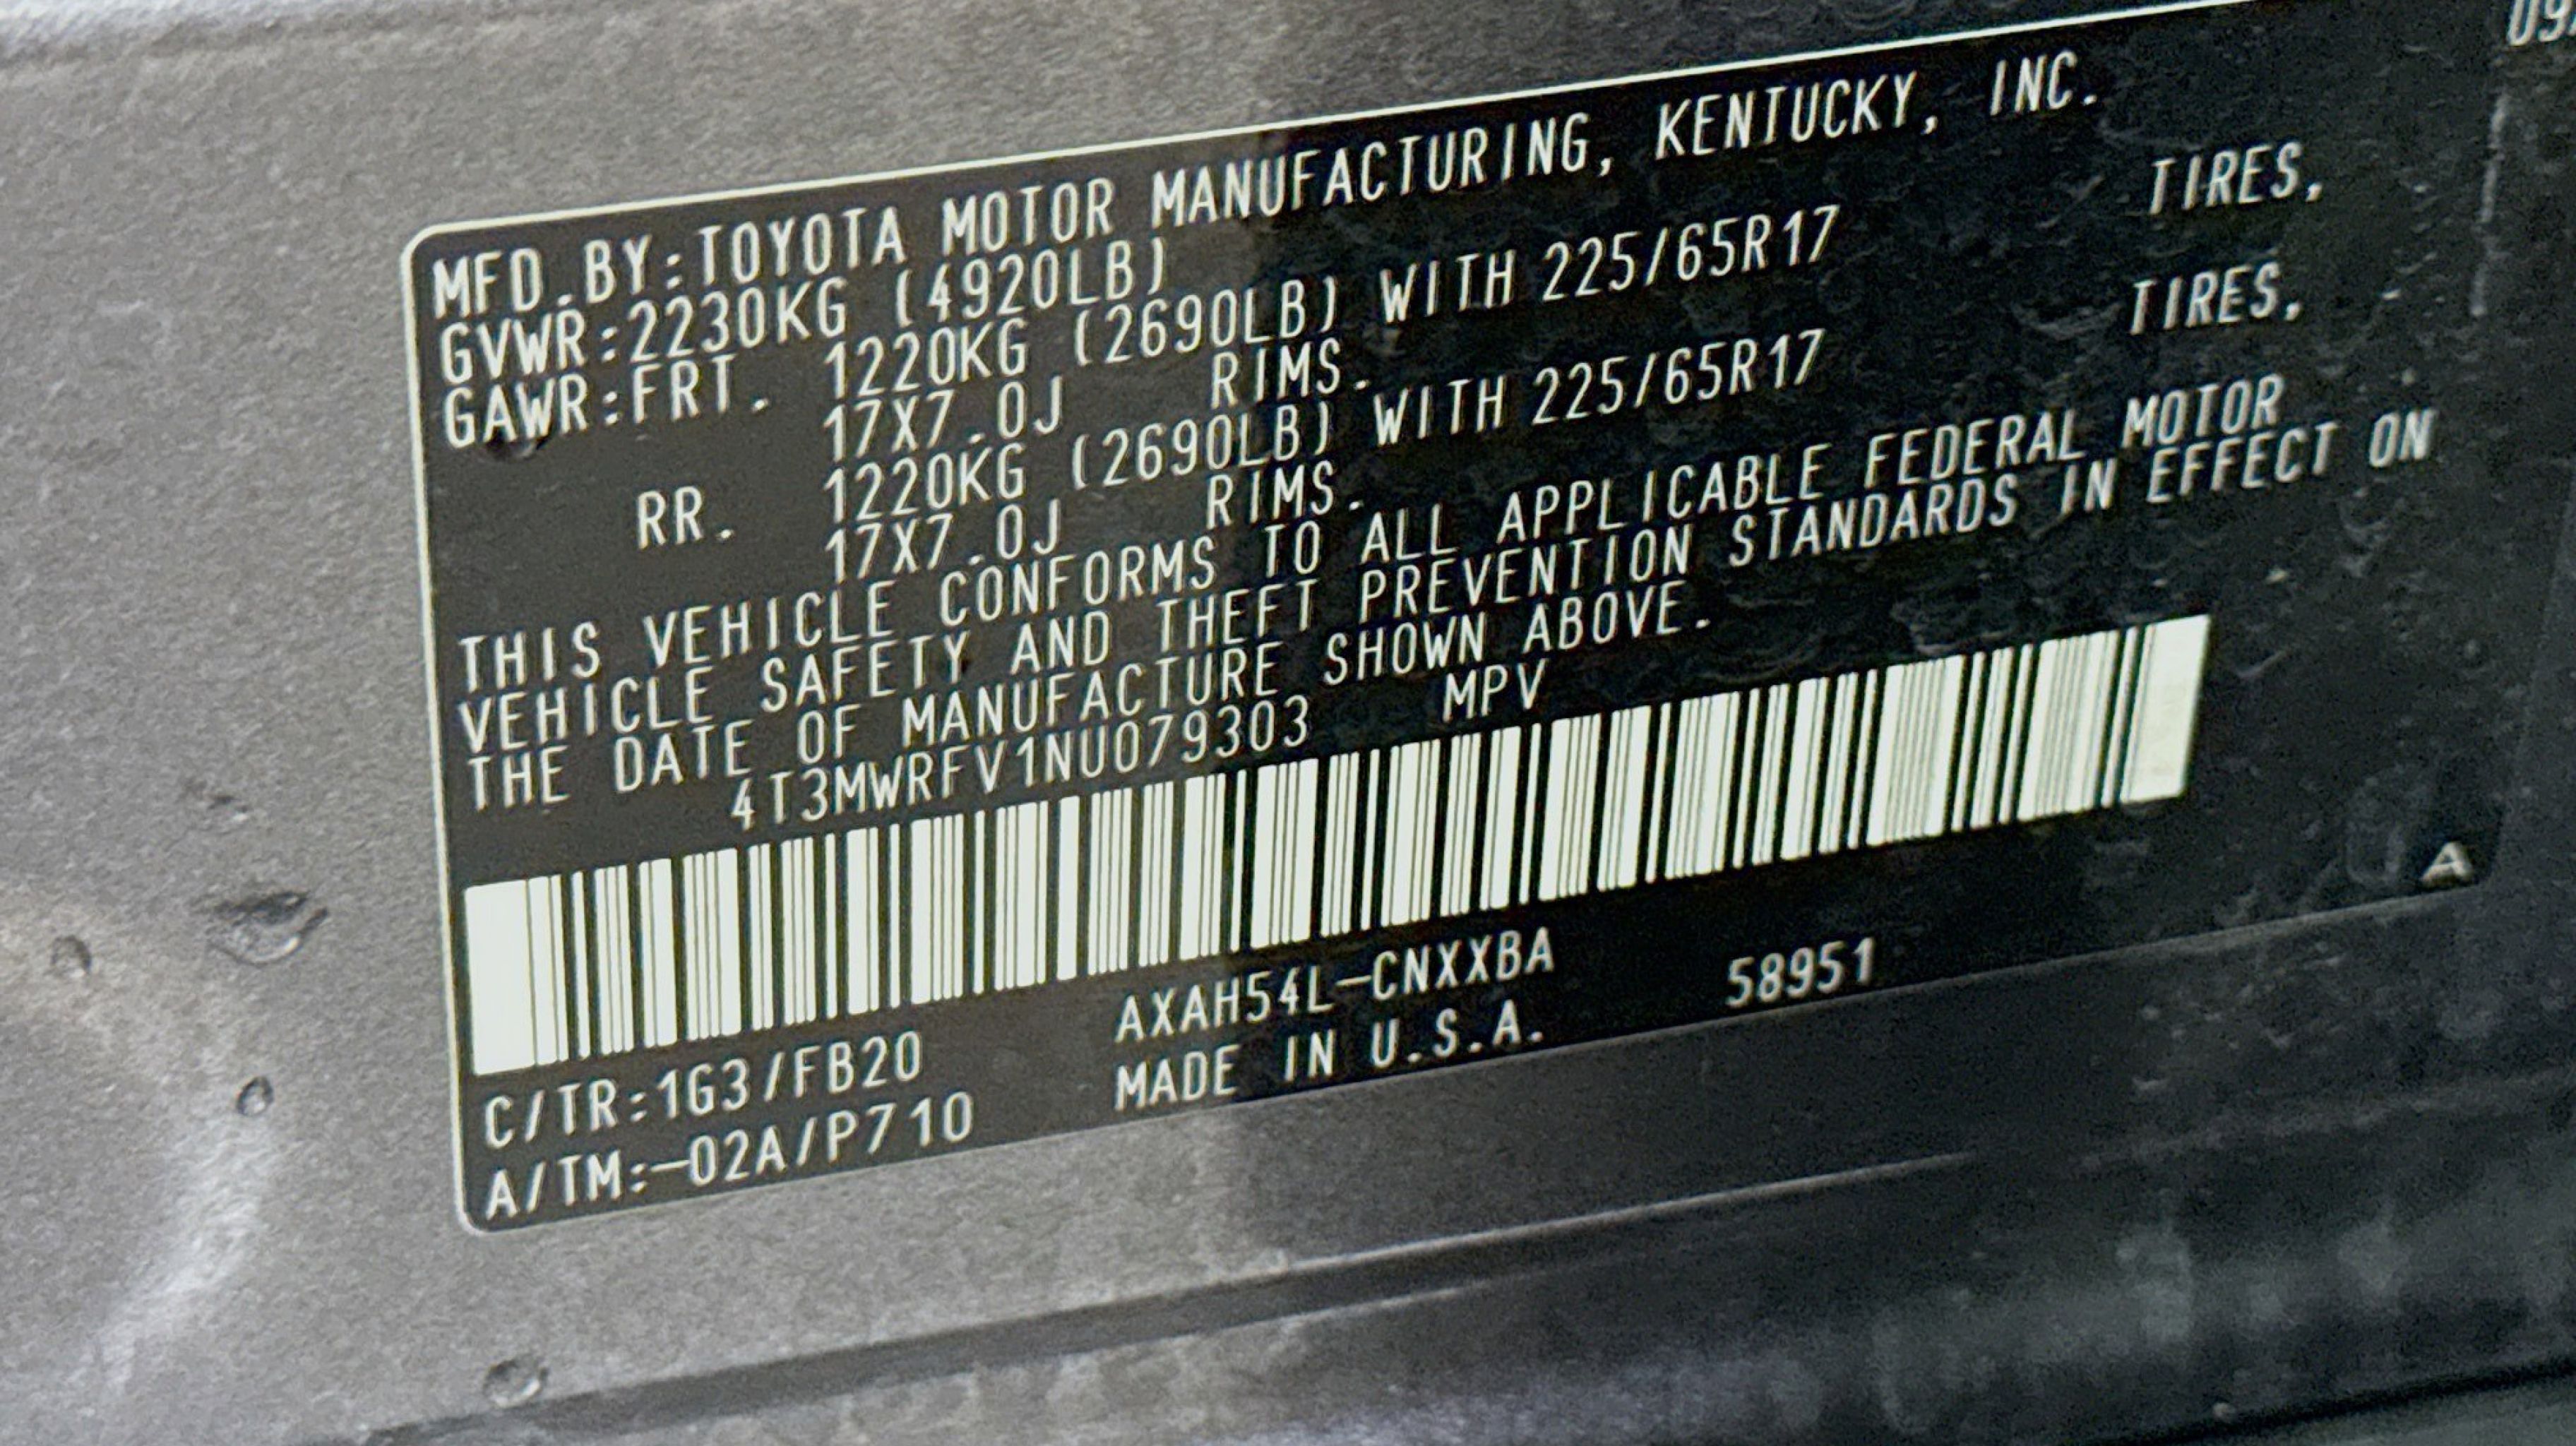 09
MFD.BY:TOYOTA MOTOR MANUFACTURING, KENTUCKY, INC.
GVWR:2230KG (4920LB)
GAWR:FRT. 1220KG (2690LB) WITH 225/65R17 TIRES,
17X7.0J RIMS.
RR. 1220KG (2690LB) WITH 225/65R17 TIRES,
17X7.0J RIMS.
THIS VEHICLE CONFORMS TO ALL APPLICABLE FEDERAL MOTOR
VEHICLE SAFETY AND THEFT PREVENTION STANDARDS IN EFFECT ON
THE DATE OF MANUFACTURE SHOWN ABOVE.
4T3MWRFV1NU079303 MPV
A
C/TR:1G3/FB20 AXAH54L-CNXXBA 58951
A/TM:-02A/P710 MADE IN U.S.A.